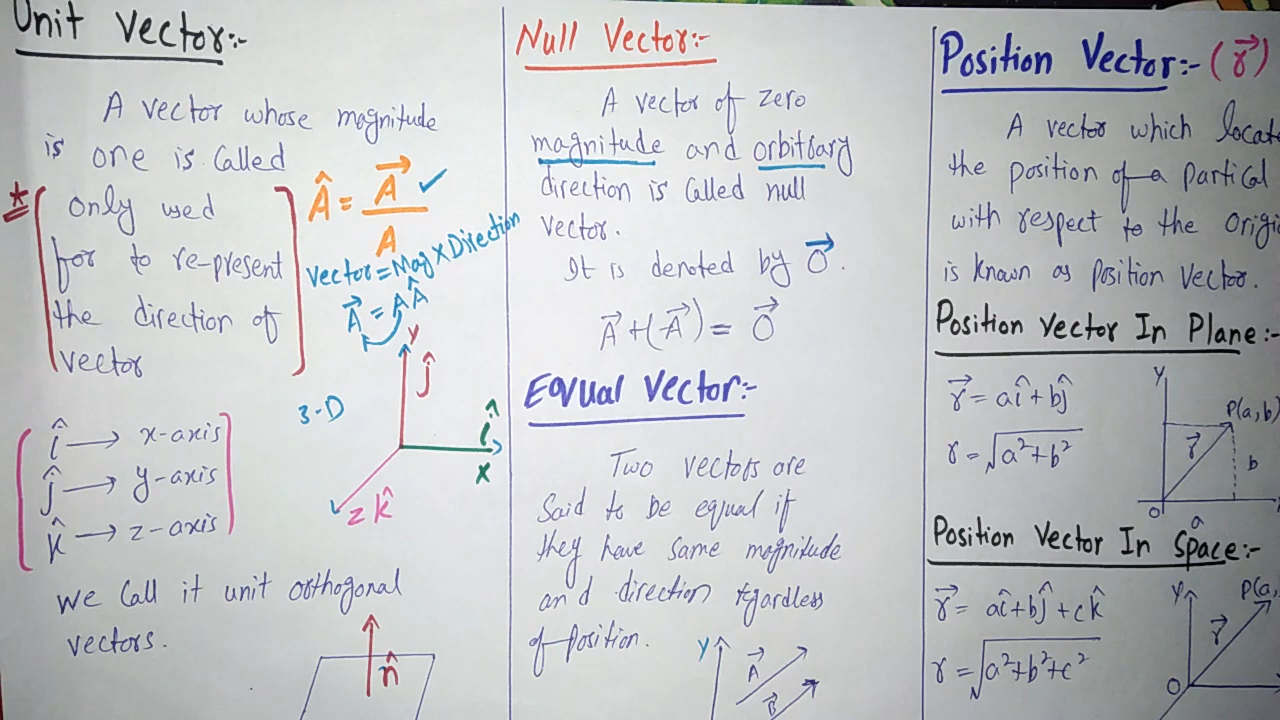 Unit Vector:-
A vector whose magnitude
is one is called
* only used
for to re-present
the direction of
vector
Â = A⃗ / A ✓
Vector = Mag × Direction
A⃗ = AÂ
3-D
Y
ĵ
î
X
Z k̂
î → x-axis
ĵ → y-axis
k̂ → z-axis
We call it unit orthogonal
vectors.
n̂
Null Vector:-
A vector of zero
magnitude and orbitrary
direction is called null
vector.
It is denoted by O⃗.
A⃗ + (-A⃗) = O⃗
Equal Vector:-
Two vectors are
said to be equal if
they have same magnitude
and direction regardless
of position.
Y
A⃗
B⃗
Position Vector:- (r⃗)
A vector which locat
the position of a partical
with respect to the origi
is known as position vector.
Position Vector In Plane:-
r⃗ = aî + bĵ
r = √a² + b²
Y
P(a,b)
r⃗
b
O
a
Position Vector In Space:-
r⃗ = aî + bĵ + ck̂
r = √a² + b² + c²
Y
P(a,
r⃗
O